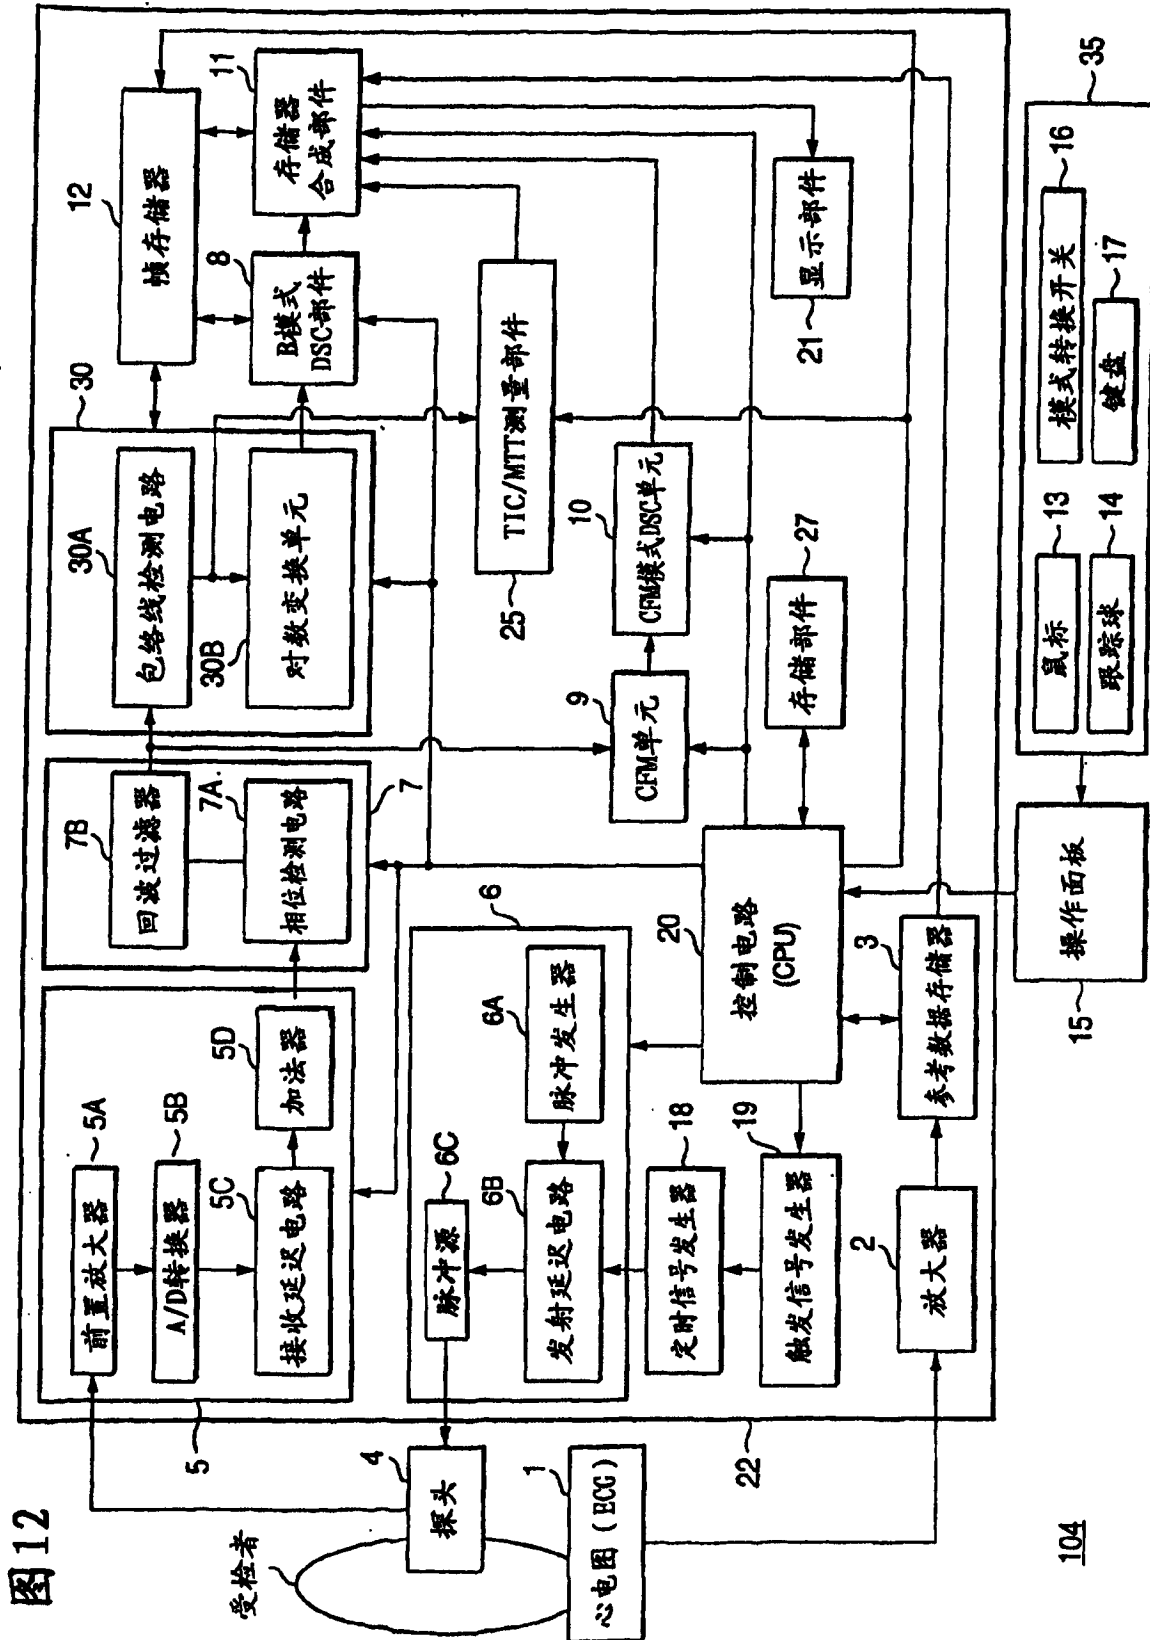 图12
受检者
探头
4
心电图(ECG)
1
104
22
5
前置放大器
5A
A/D转换器
5B
接收延迟电路
5C
加法器
5D
7
回波过滤器
7B
相位检测电路
7A
30
包络线检测电路
30A
对数变换单元
30B
帧存储器
12
B模式
DSC部件
8
存储器
合成部件
11
6
脉冲发生器
6A
发射延迟电路
6B
脉冲源
6C
定时信号发生器
18
触发信号发生器
19
放大器
2
参考数据存储器
3
控制电路
(CPU)
20
CFM单元
9
CFM模式DSC单元
10
TIC/MTT测量部件
25
存储部件
27
显示部件
21
操作面板
15
35
鼠标
13
跟踪球
14
模式转换开关
16
键盘
17